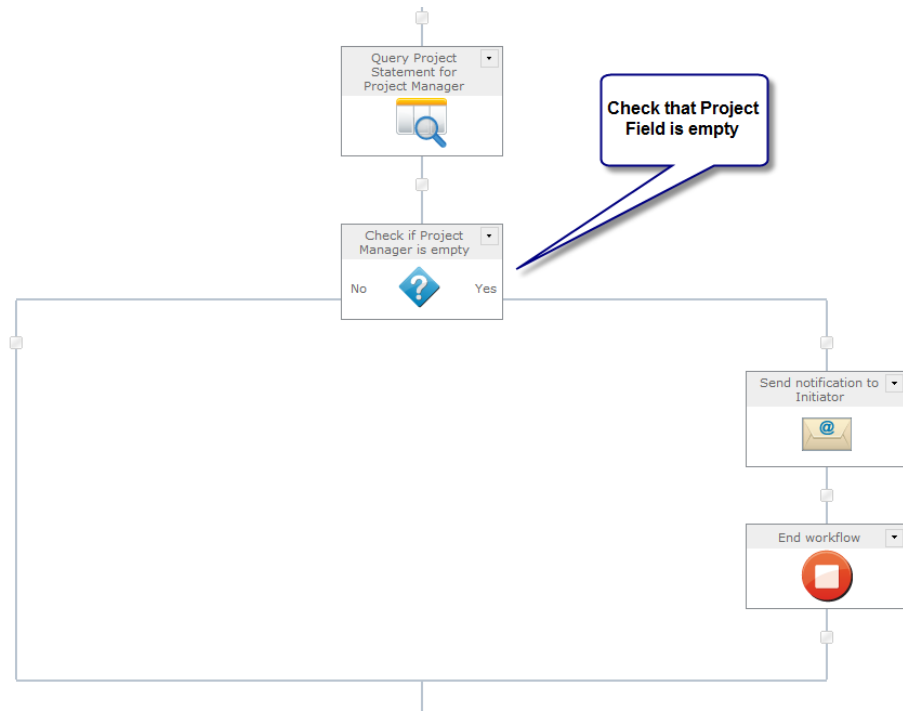 Query Project
Statement for
Project Manager
Check that Project
Field is empty
Check if Project
Manager is empty
No
Yes
Send notification to
Initiator
@
End workflow